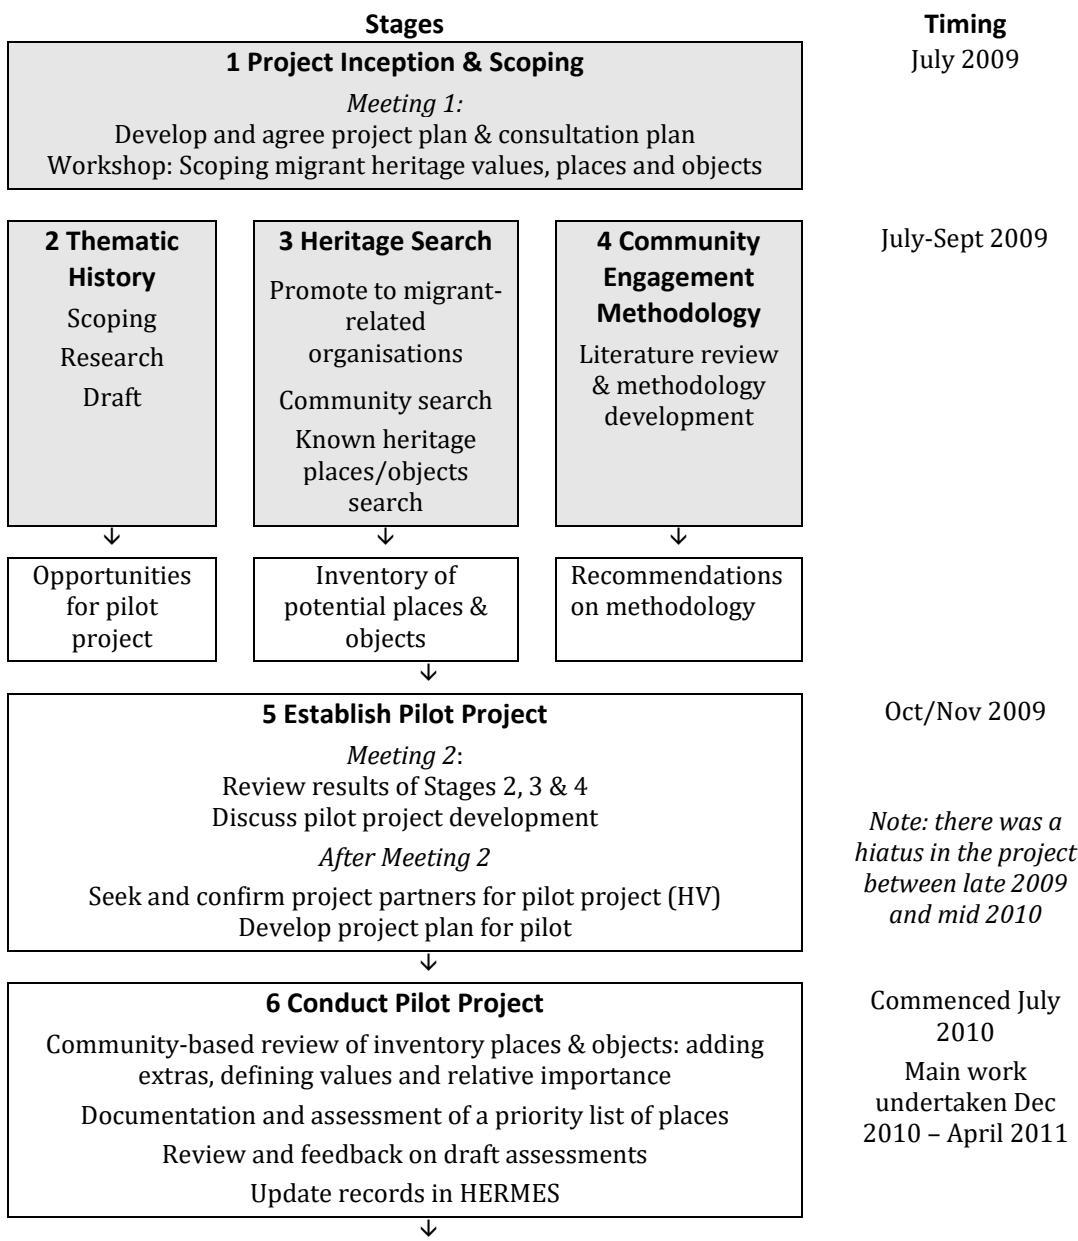 Stages
Timing
1 Project Inception & Scoping
July 2009
Meeting 1:
Develop and agree project plan & consultation plan
Workshop: Scoping migrant heritage values, places and objects
2 Thematic
History
Scoping
Research
Draft
3 Heritage Search
Promote to migrant-
related
organisations
Community search
Known heritage
places/objects
search
4 Community
Engagement
Methodology
Literature review
& methodology
development
July-Sept 2009
Opportunities
for pilot
project
Inventory of
potential places &
objects
Recommendations
on methodology
5 Establish Pilot Project
Meeting 2:
Review results of Stages 2, 3 & 4
Discuss pilot project development
After Meeting 2
Seek and confirm project partners for pilot project (HV)
Develop project plan for pilot
Oct/Nov 2009
Note: there was a
hiatus in the project
between late 2009
and mid 2010
6 Conduct Pilot Project
Community-based review of inventory places & objects: adding
extras, defining values and relative importance
Documentation and assessment of a priority list of places
Review and feedback on draft assessments
Update records in HERMES
Commenced July
2010
Main work
undertaken Dec
2010 – April 2011